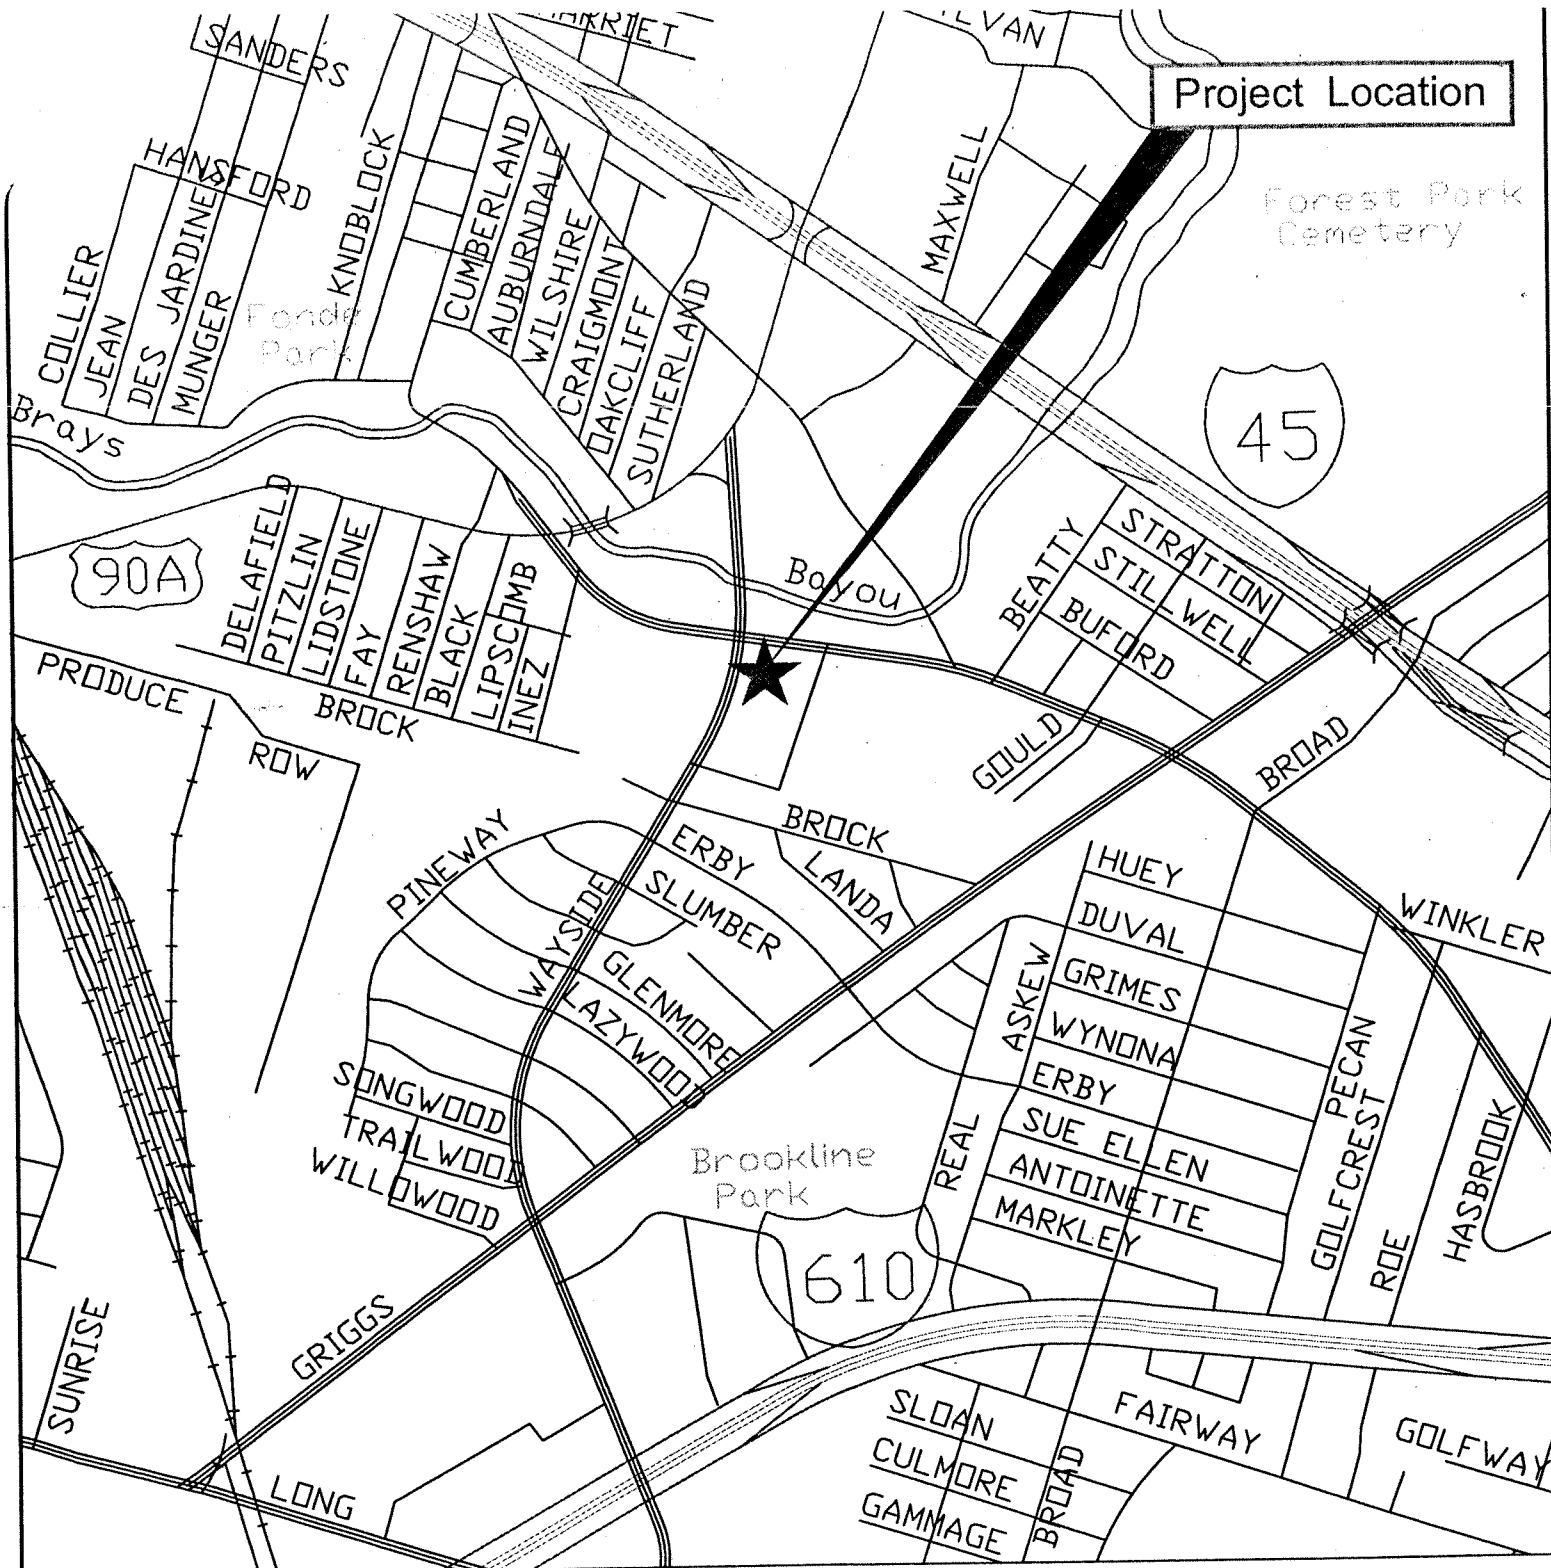 HARRIET
SANDERS
Project Location
HANSFORD
KNOBLOCK
CUMBERLAND
AUBURNDALE
WILSHIRE
CRAIGMONT
OAKCLIFF
SUTHERLAND
MAXWELL
Forest Park
Cemetery
COLLIER
JEAN
DES JARDINES
MUNGER
Fonde
Park
Brays
45
90A
DELAFIELD
PITZLIN
LIDSTONE
FAY
RENSHAW
BLACK
LIPSCOMB
INEZ
Bayou
BEATTY
STRATTON
STILLWELL
BUFORD
PRODUCE
ROW
BROCK
GOULD
BROAD
BROCK
PINEWAY
ERBY
LANDA
SLUMBER
WAYSIDE
GLENMORE
LAZYWOOD
HUEY
DUVAL
WINKLER
ASKEW
GRIMES
WYNONA
ERBY
PECAN
SONGWOOD
TRAILWOOD
WILLOWOOD
Brookline
Park
REAL
SUE ELLEN
ANTOINETTE
MARKLEY
GOLFCREST
ROE
HASBROOK
610
SUNRISE
GRIGGS
LONG
SLOAN
CULMORE
GAMMAGE
BROAD
FAIRWAY
GOLFWAY